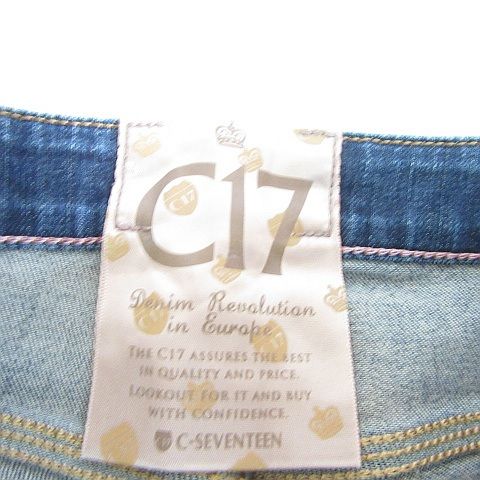 C17
Denim Revolution
in Europe
THE C17 ASSURES THE BEST
IN QUALITY AND PRICE.
LOOKOUT FOR IT AND BUY
WITH CONFIDENCE.
C-SEVENTEEN